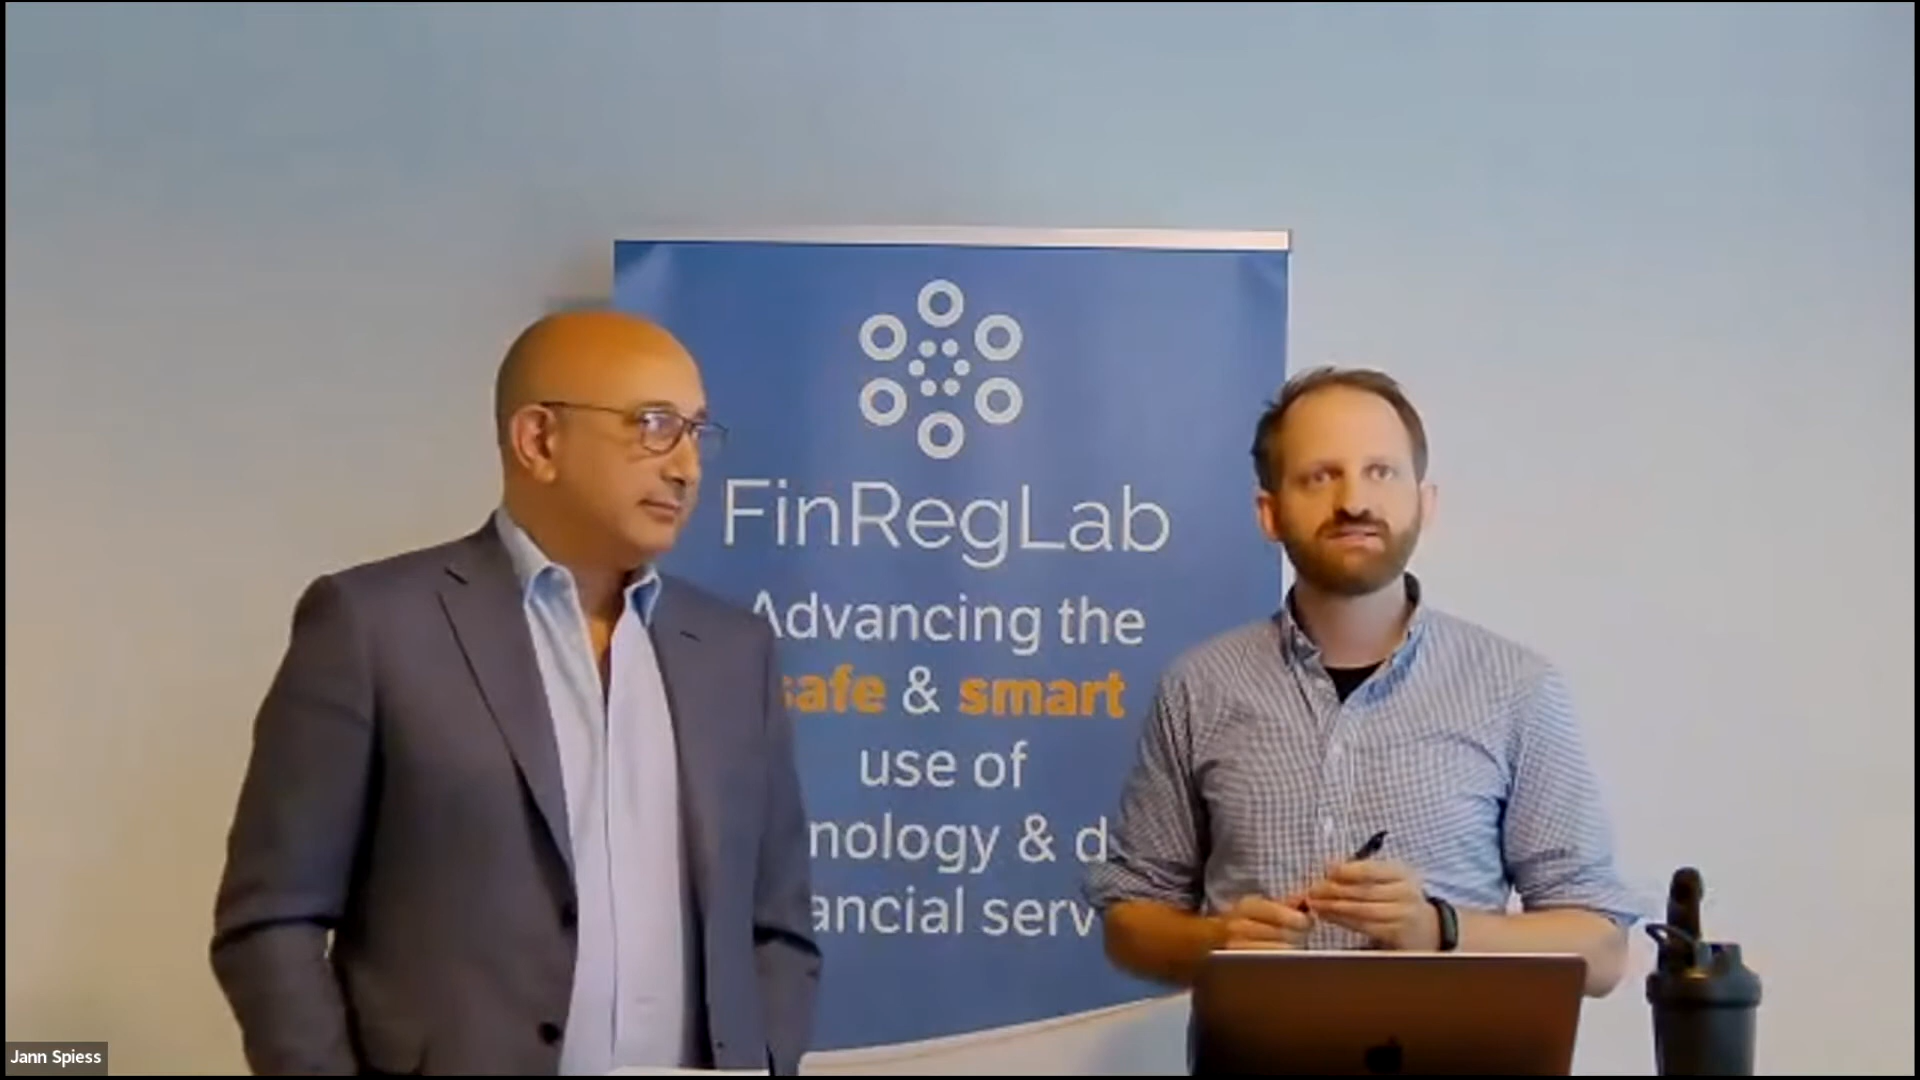 FinRegLab
Advancing the
safe & smart
use of
nology & d
ancial serv
Jann Spiess